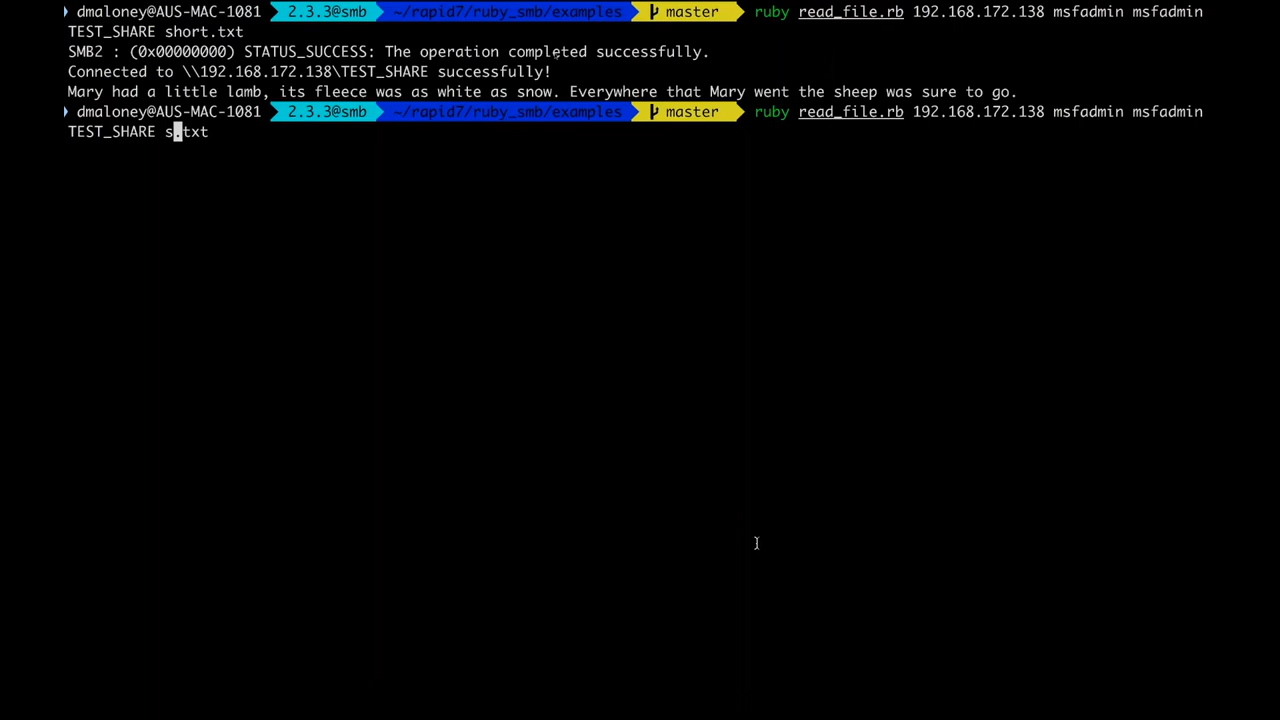 dmaloney@AUS-MAC-1081 2.3.3@smb ~/rapid7/ruby_smb/examples master ruby read_file.rb 192.168.172.138 msfadmin msfadmin
TEST_SHARE short.txt
SMB2 : (0x00000000) STATUS_SUCCESS: The operation completed successfully.
Connected to \\192.168.172.138\TEST_SHARE successfully!
Mary had a little lamb, its fleece was as white as snow. Everywhere that Mary went the sheep was sure to go.
dmaloney@AUS-MAC-1081 2.3.3@smb ~/rapid7/ruby_smb/examples master ruby read_file.rb 192.168.172.138 msfadmin msfadmin
TEST_SHARE s.txt